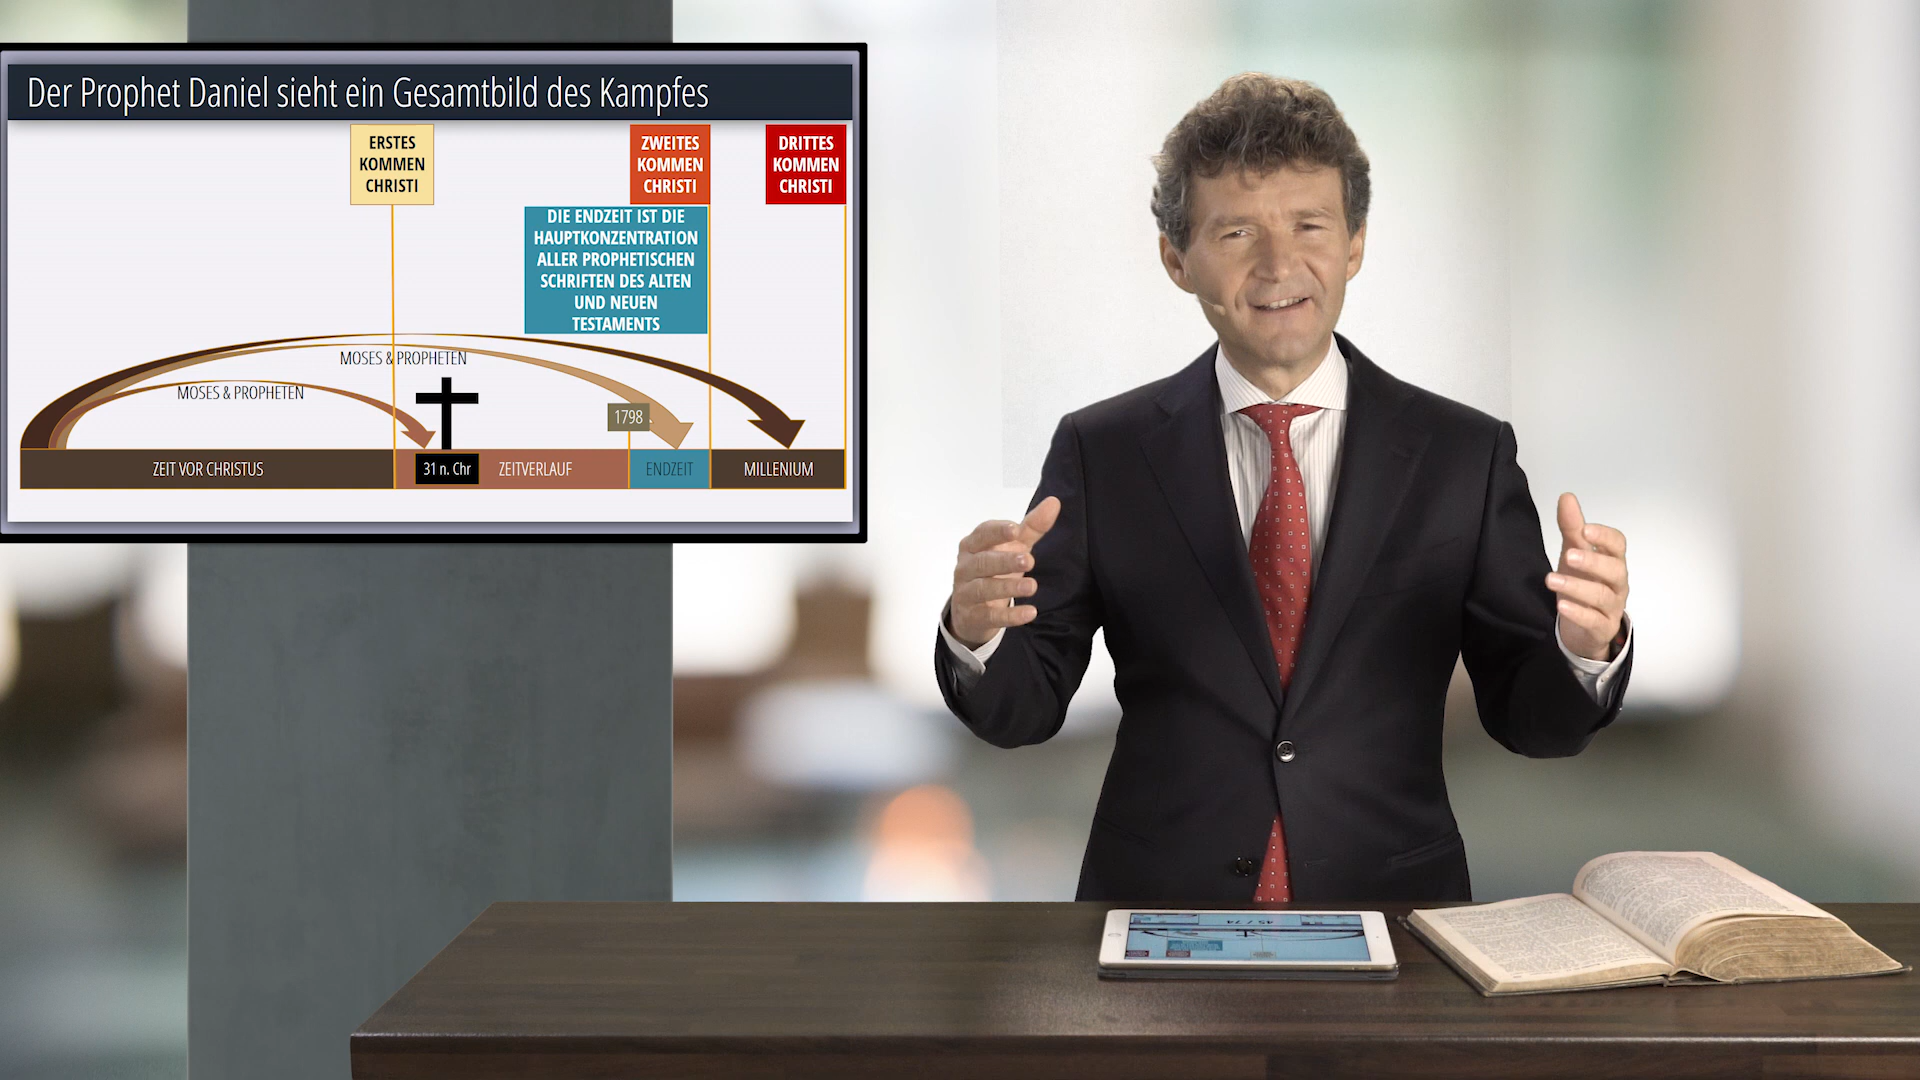 Der Prophet Daniel sieht ein Gesamtbild des Kampfes
ERSTES
KOMMEN
CHRISTI
ZWEITES
KOMMEN
CHRISTI
DRITTES
KOMMEN
CHRISTI
DIE ENDZEIT IST DIE
HAUPTKONZENTRATION
ALLER PROPHETISCHEN
SCHRIFTEN DES ALTEN
UND NEUEN
TESTAMENTS
MOSES & PROPHETEN
MOSES & PROPHETEN
1798
ZEIT VOR CHRISTUS
31 n. Chr
ZEITVERLAUF
ENDZEIT
MILLENIUM
45 / 74